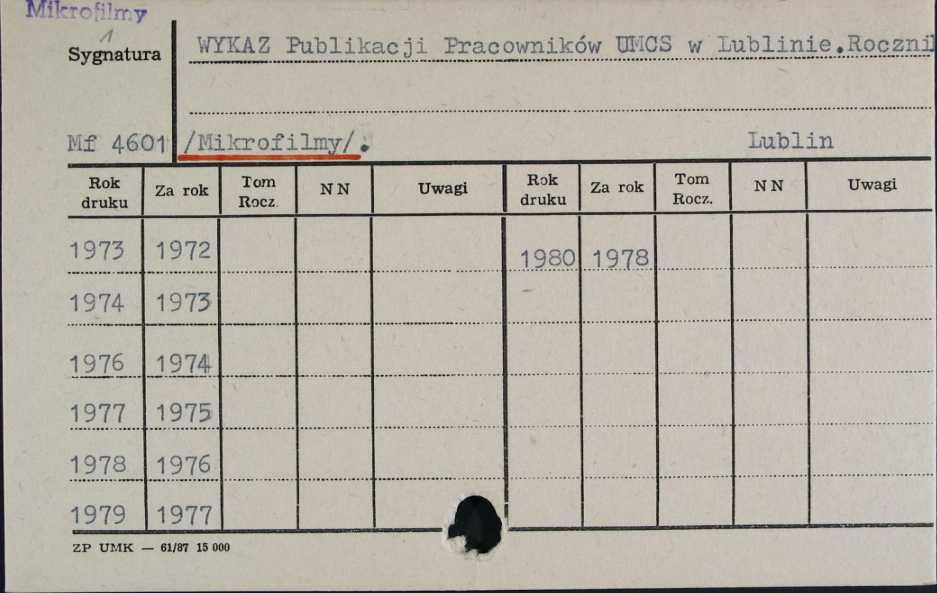 Mikrofilmy
1
Sygnatura
WYKAZ Publikacji Pracowników UMCS w Lublinie.Roczni
Mf 4601 /Mikrofilmy/. Lublin
Rok druku Za rok Tom Rocz. N N Uwagi Rok druku Za rok Tom Rocz. N N Uwagi
1973 1972 1980 1978
1974 1973
1976 1974
1977 1975
1978 1976
1979 1977
ZP UMK — 61/87 15 000